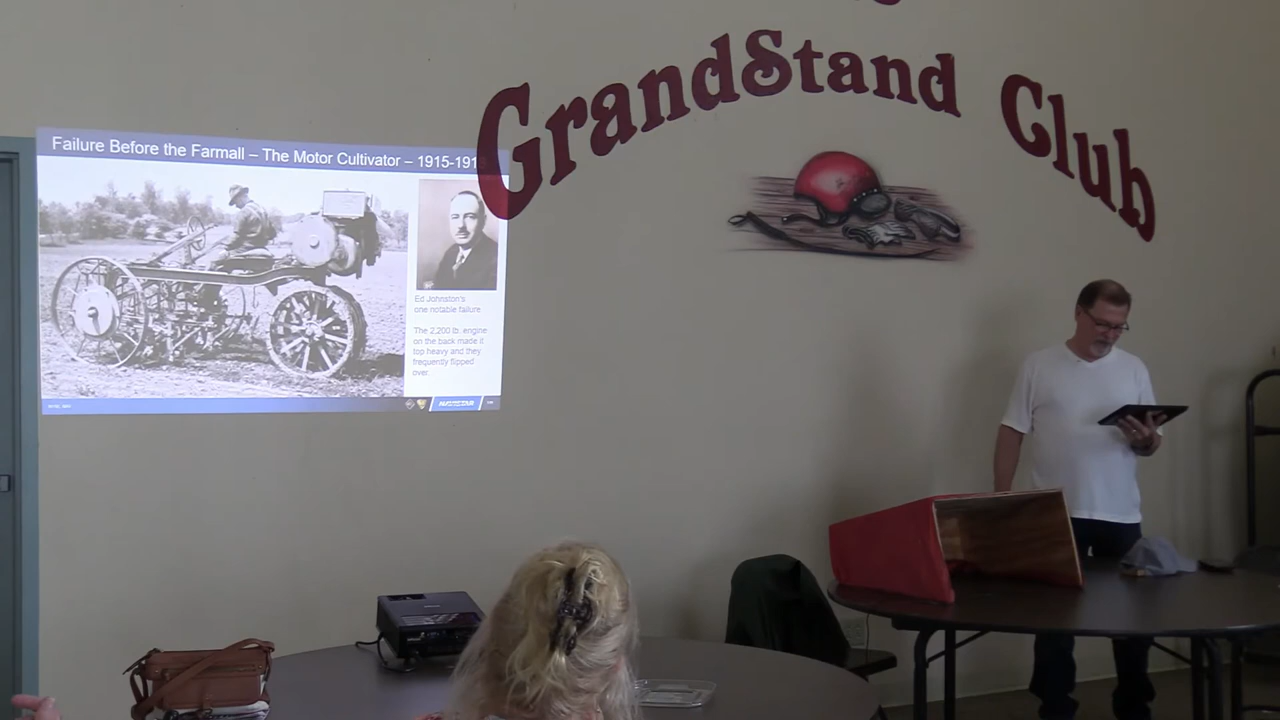 GrandStand Club
Failure Before the Farmall – The Motor Cultivator – 1915-191
Ed Johnston's
one notable failure
The 2,200 lb. engine
on the back made it
top heavy and they
frequently flipped
over.
NAVISTAR